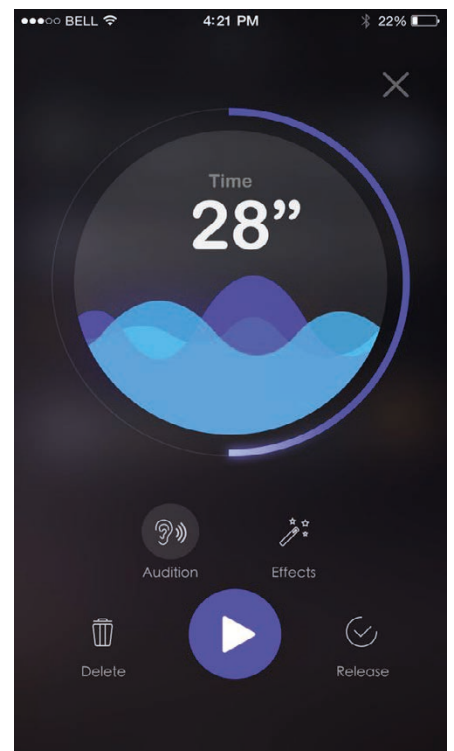 BELL 4:21 PM 22%
Time
28”
Audition Effects
Delete Release